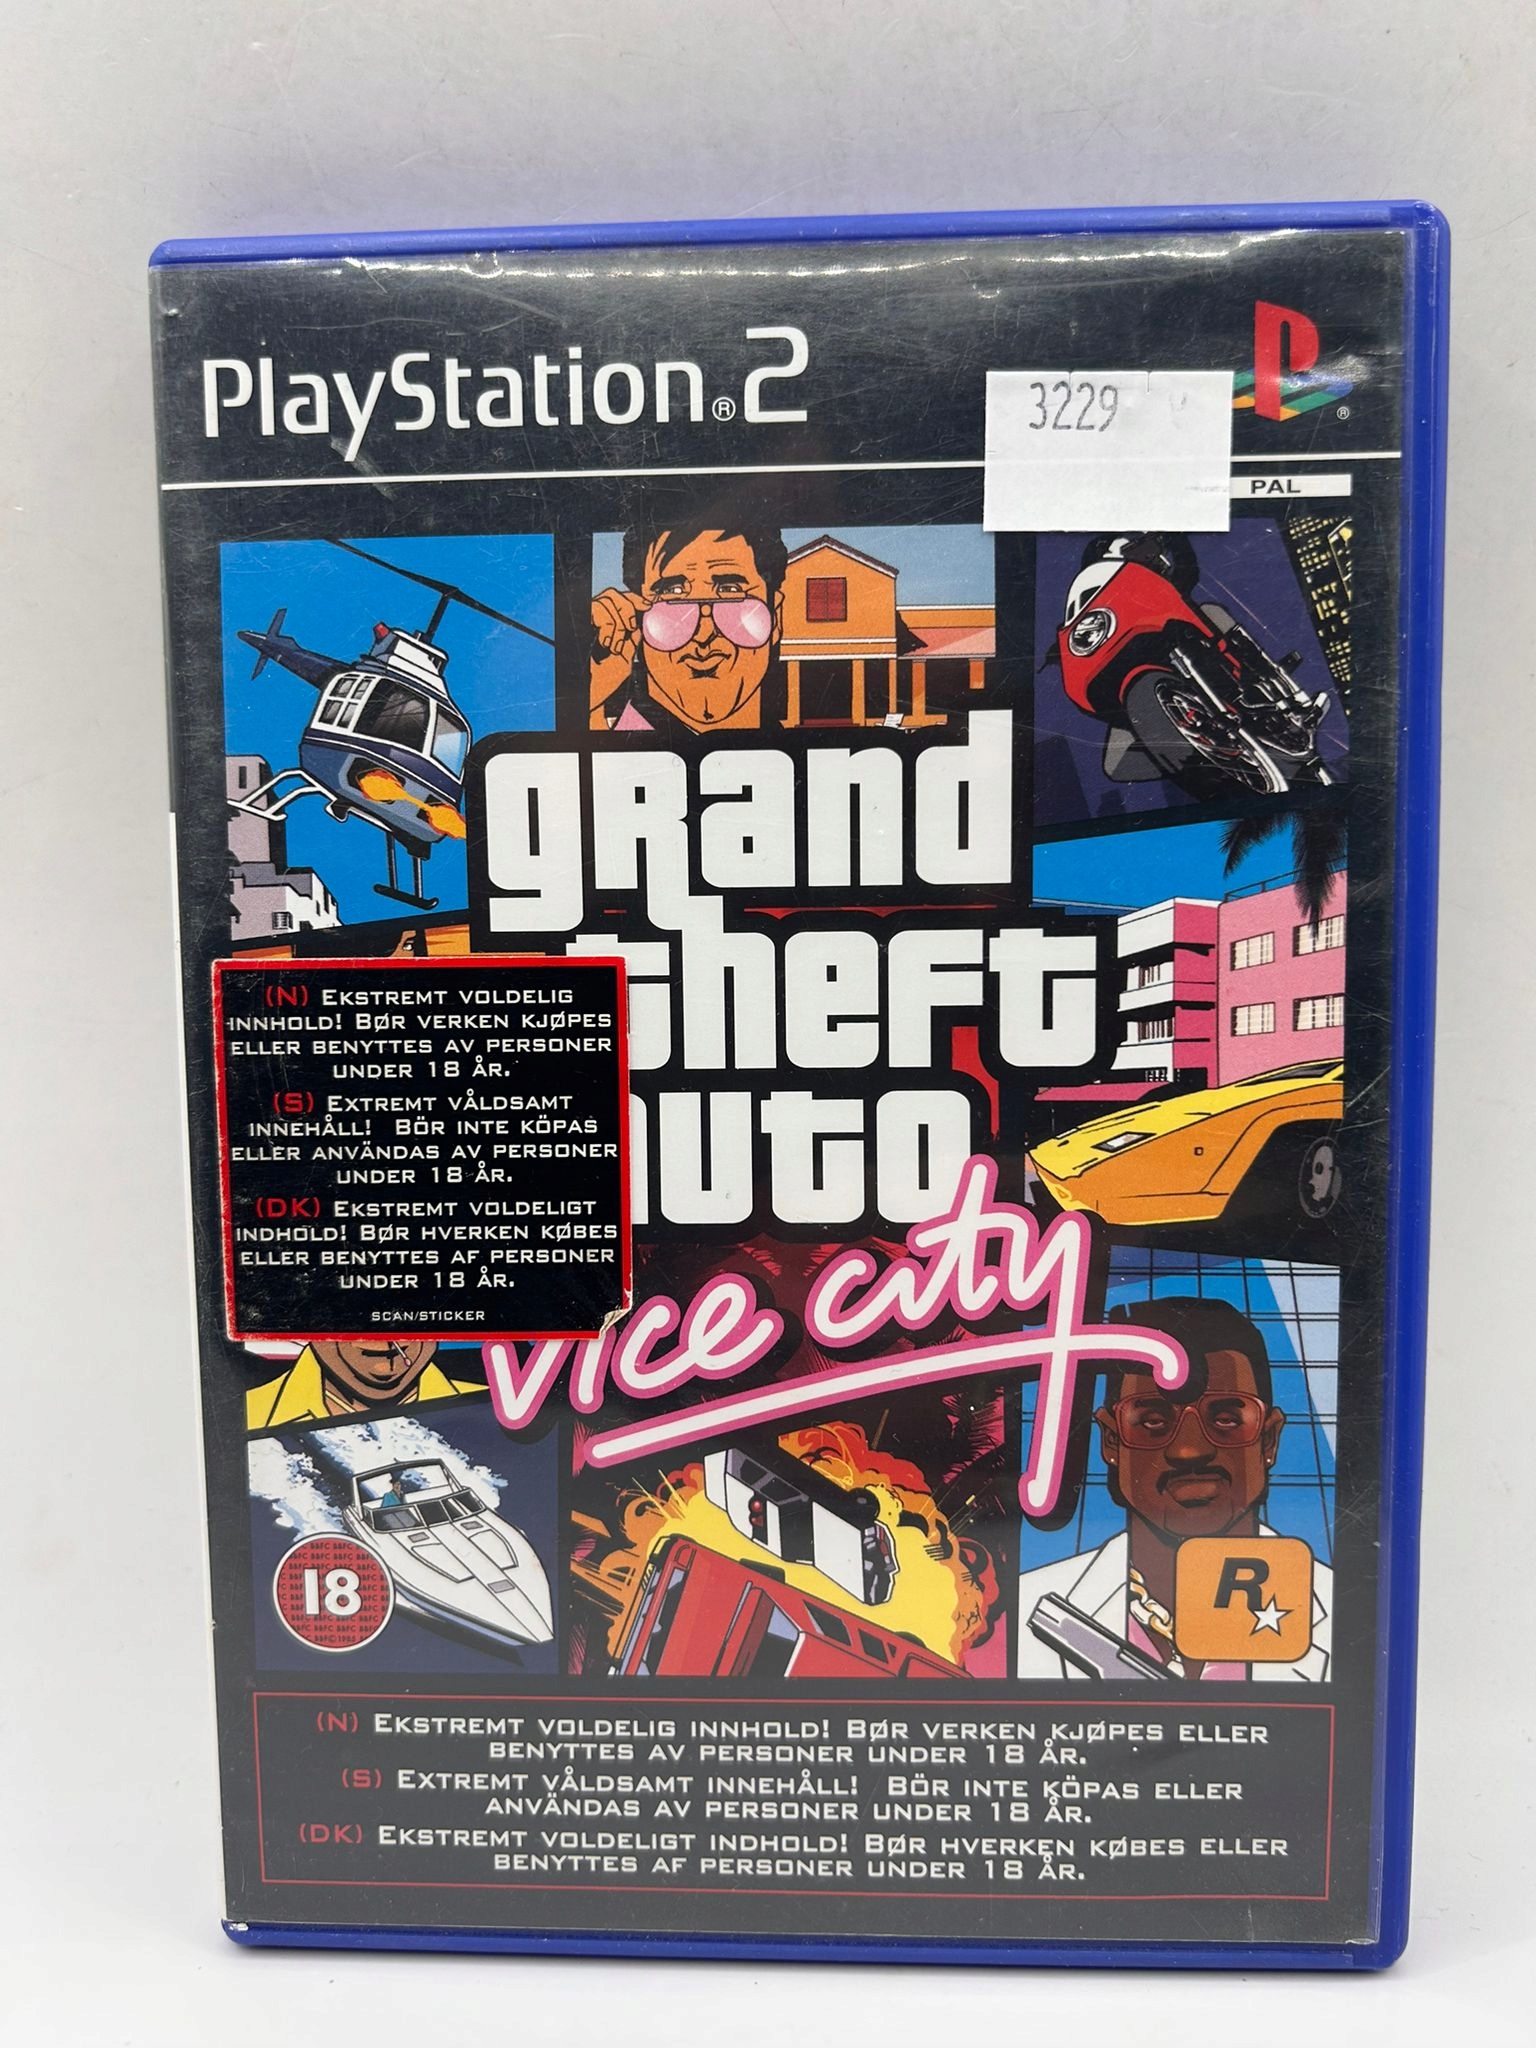 PlayStation®2
3229
PAL
grand
theft
auto
vice city
(N) EKSTREMT VOLDELIG
INNHOLD! BØR VERKEN KJØPES
ELLER BENYTTES AV PERSONER
UNDER 18 ÅR.
(S) EXTREMT VÅLDSAMT
INNEHÅLL! BÖR INTE KÖPAS
ELLER ANVÄNDAS AV PERSONER
UNDER 18 ÅR.
(DK) EKSTREMT VOLDELIGT
INDHOLD! BØR HVERKEN KØBES
ELLER BENYTTES AF PERSONER
UNDER 18 ÅR.
SCAN/STICKER
18
R
(N) EKSTREMT VOLDELIG INNHOLD! BØR VERKEN KJØPES ELLER
BENYTTES AV PERSONER UNDER 18 ÅR.
(S) EXTREMT VÅLDSAMT INNEHÅLL! BÖR INTE KÖPAS ELLER
ANVÄNDAS AV PERSONER UNDER 18 ÅR.
(DK) EKSTREMT VOLDELIGT INDHOLD! BØR HVERKEN KØBES ELLER
BENYTTES AF PERSONER UNDER 18 ÅR.